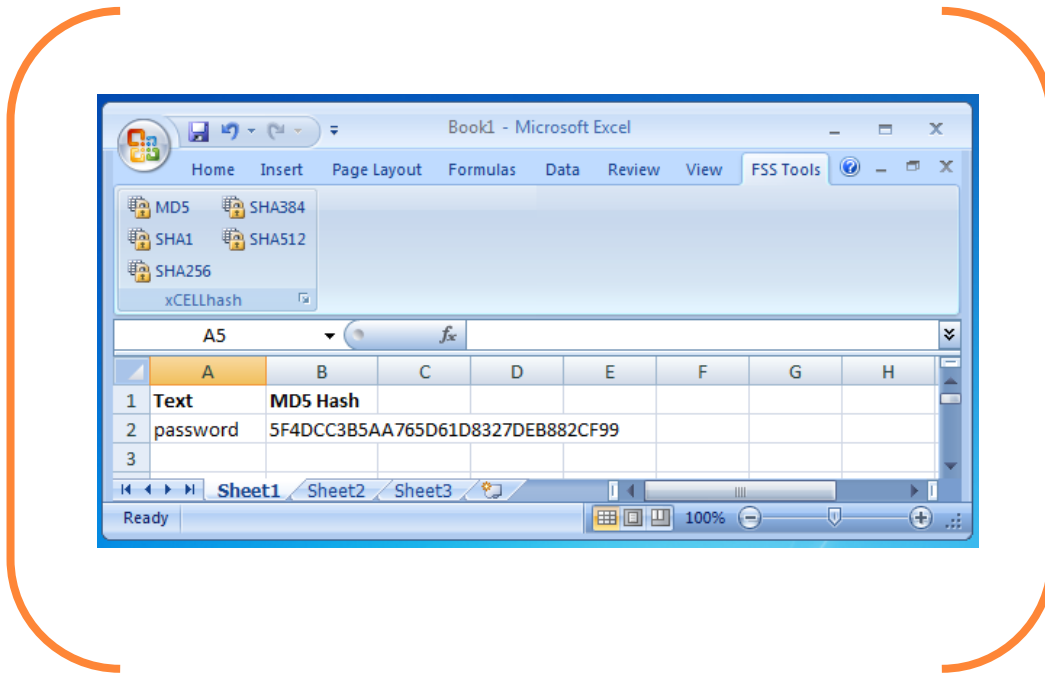 Book1 - Microsoft Excel
Home Insert Page Layout Formulas Data Review View FSS Tools
MD5 SHA384
SHA1 SHA512
SHA256
xCELLhash
A5 fx
A B C D E F G H
1 Text MD5 Hash
2 password 5F4DCC3B5AA765D61D8327DEB882CF99
3
Sheet1 Sheet2 Sheet3
Ready 100%